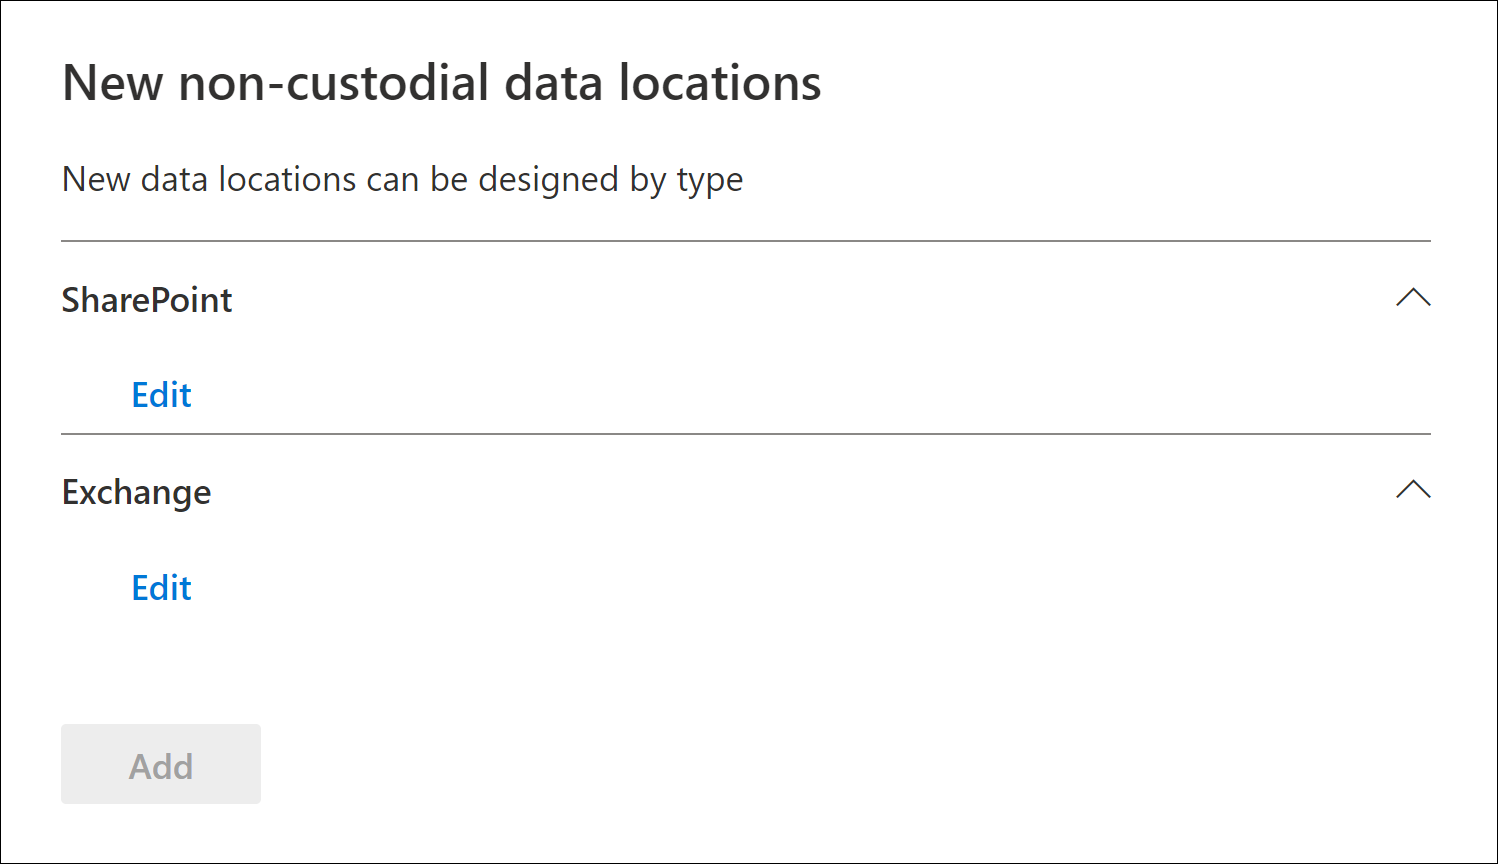 New non-custodial data locations
New data locations can be designed by type
SharePoint
Edit
Exchange
Edit
Add